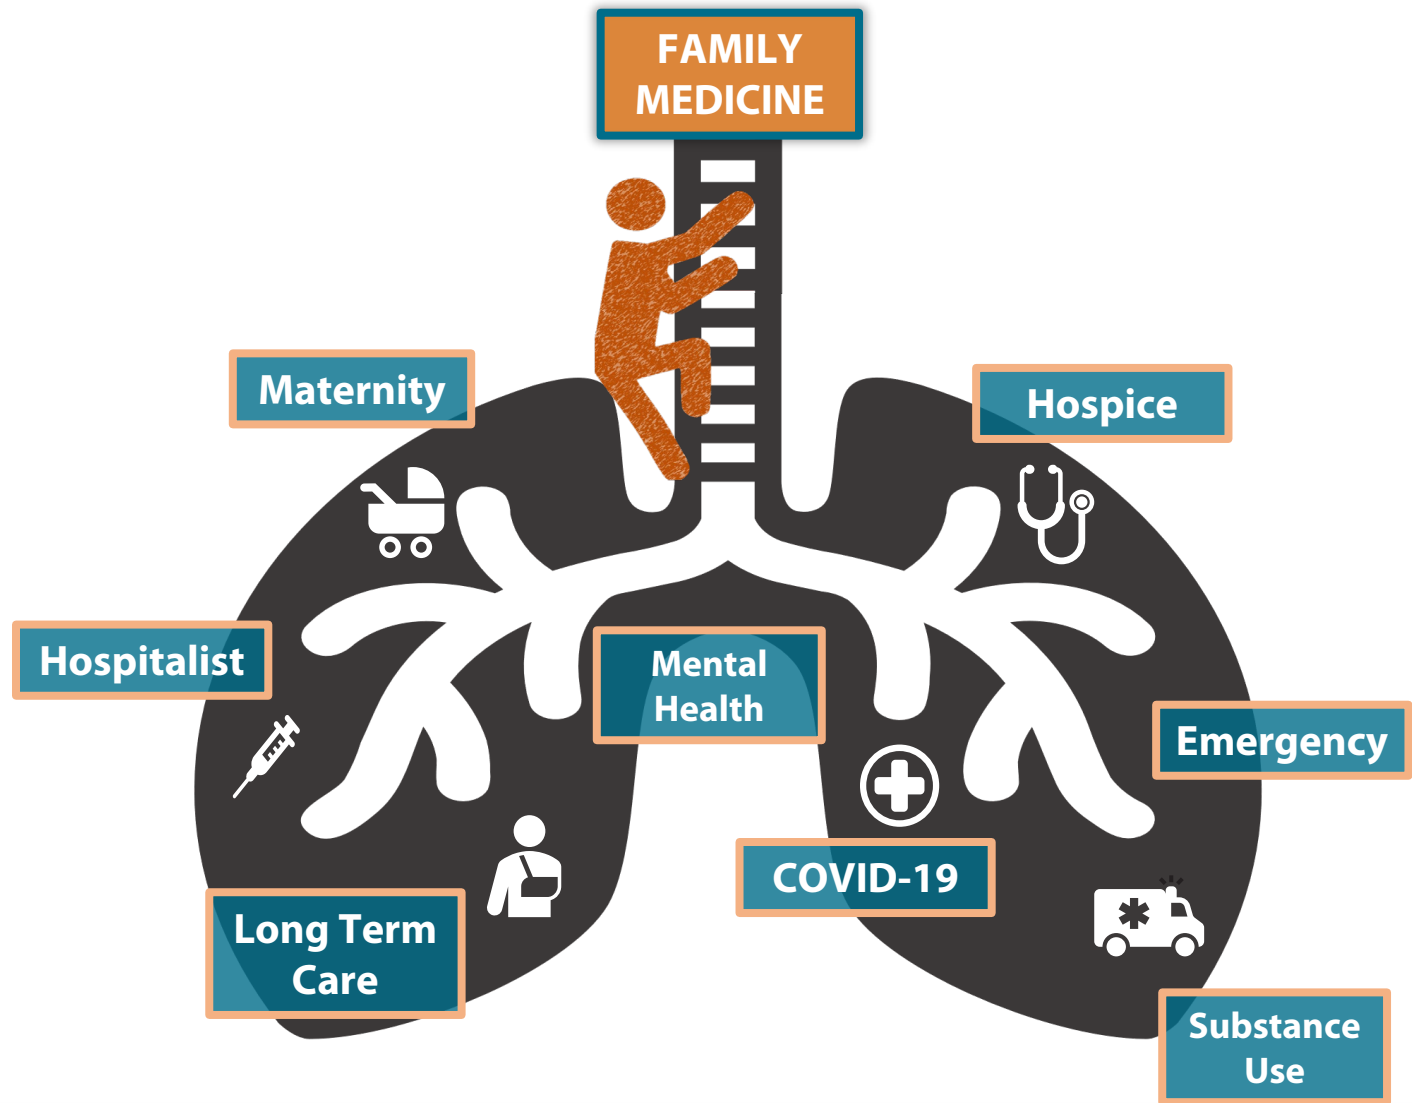 FAMILY
MEDICINE
Maternity
Hospice
Hospitalist
Mental
Health
Emergency
COVID-19
Long Term
Care
Substance
Use